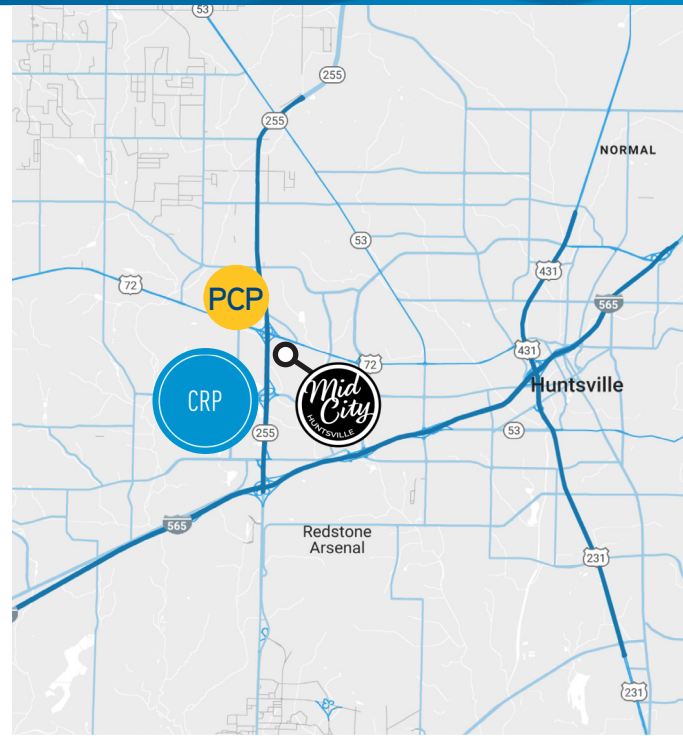 53
255
255
NORMAL
53
431
72
PCP
565
72
431
Mid
City
HUNTSVILLE
Huntsville
CRP
255
53
565
Redstone
Arsenal
231
231